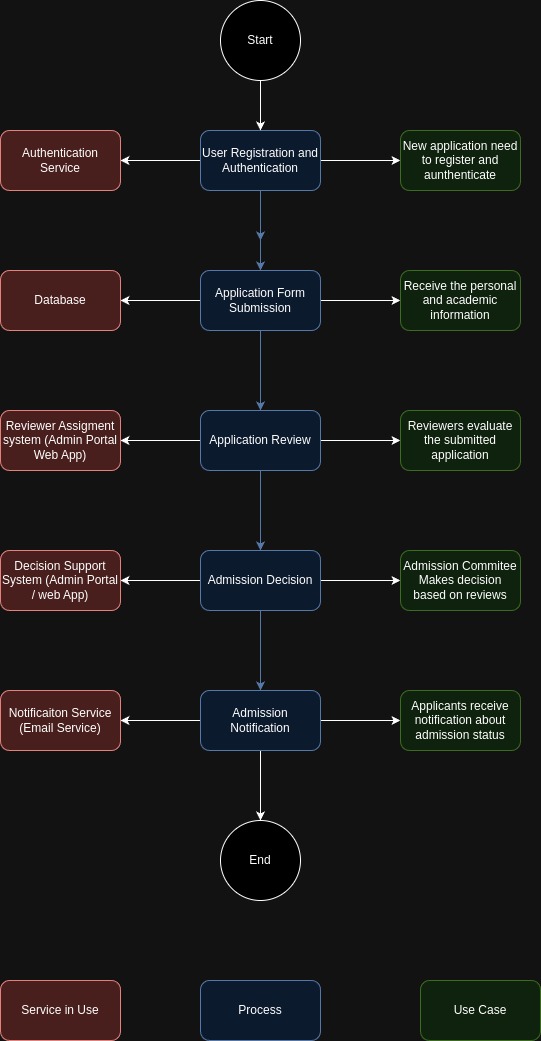 Start
Authentication
Service
User Registration and
Authentication
New application need
to register and
aunthenticate
Database
Application Form
Submission
Receive the personal
and academic
information
Reviewer Assigment
system (Admin Portal
Web App)
Application Review
Reviewers evaluate
the submitted
application
Decision Support
System (Admin Portal
/ web App)
Admission Decision
Admission Commitee
Makes decision
based on reviews
Notificaiton Service
(Email Service)
Admission
Notification
Applicants receive
notification about
admission status
End
Service in Use
Process
Use Case